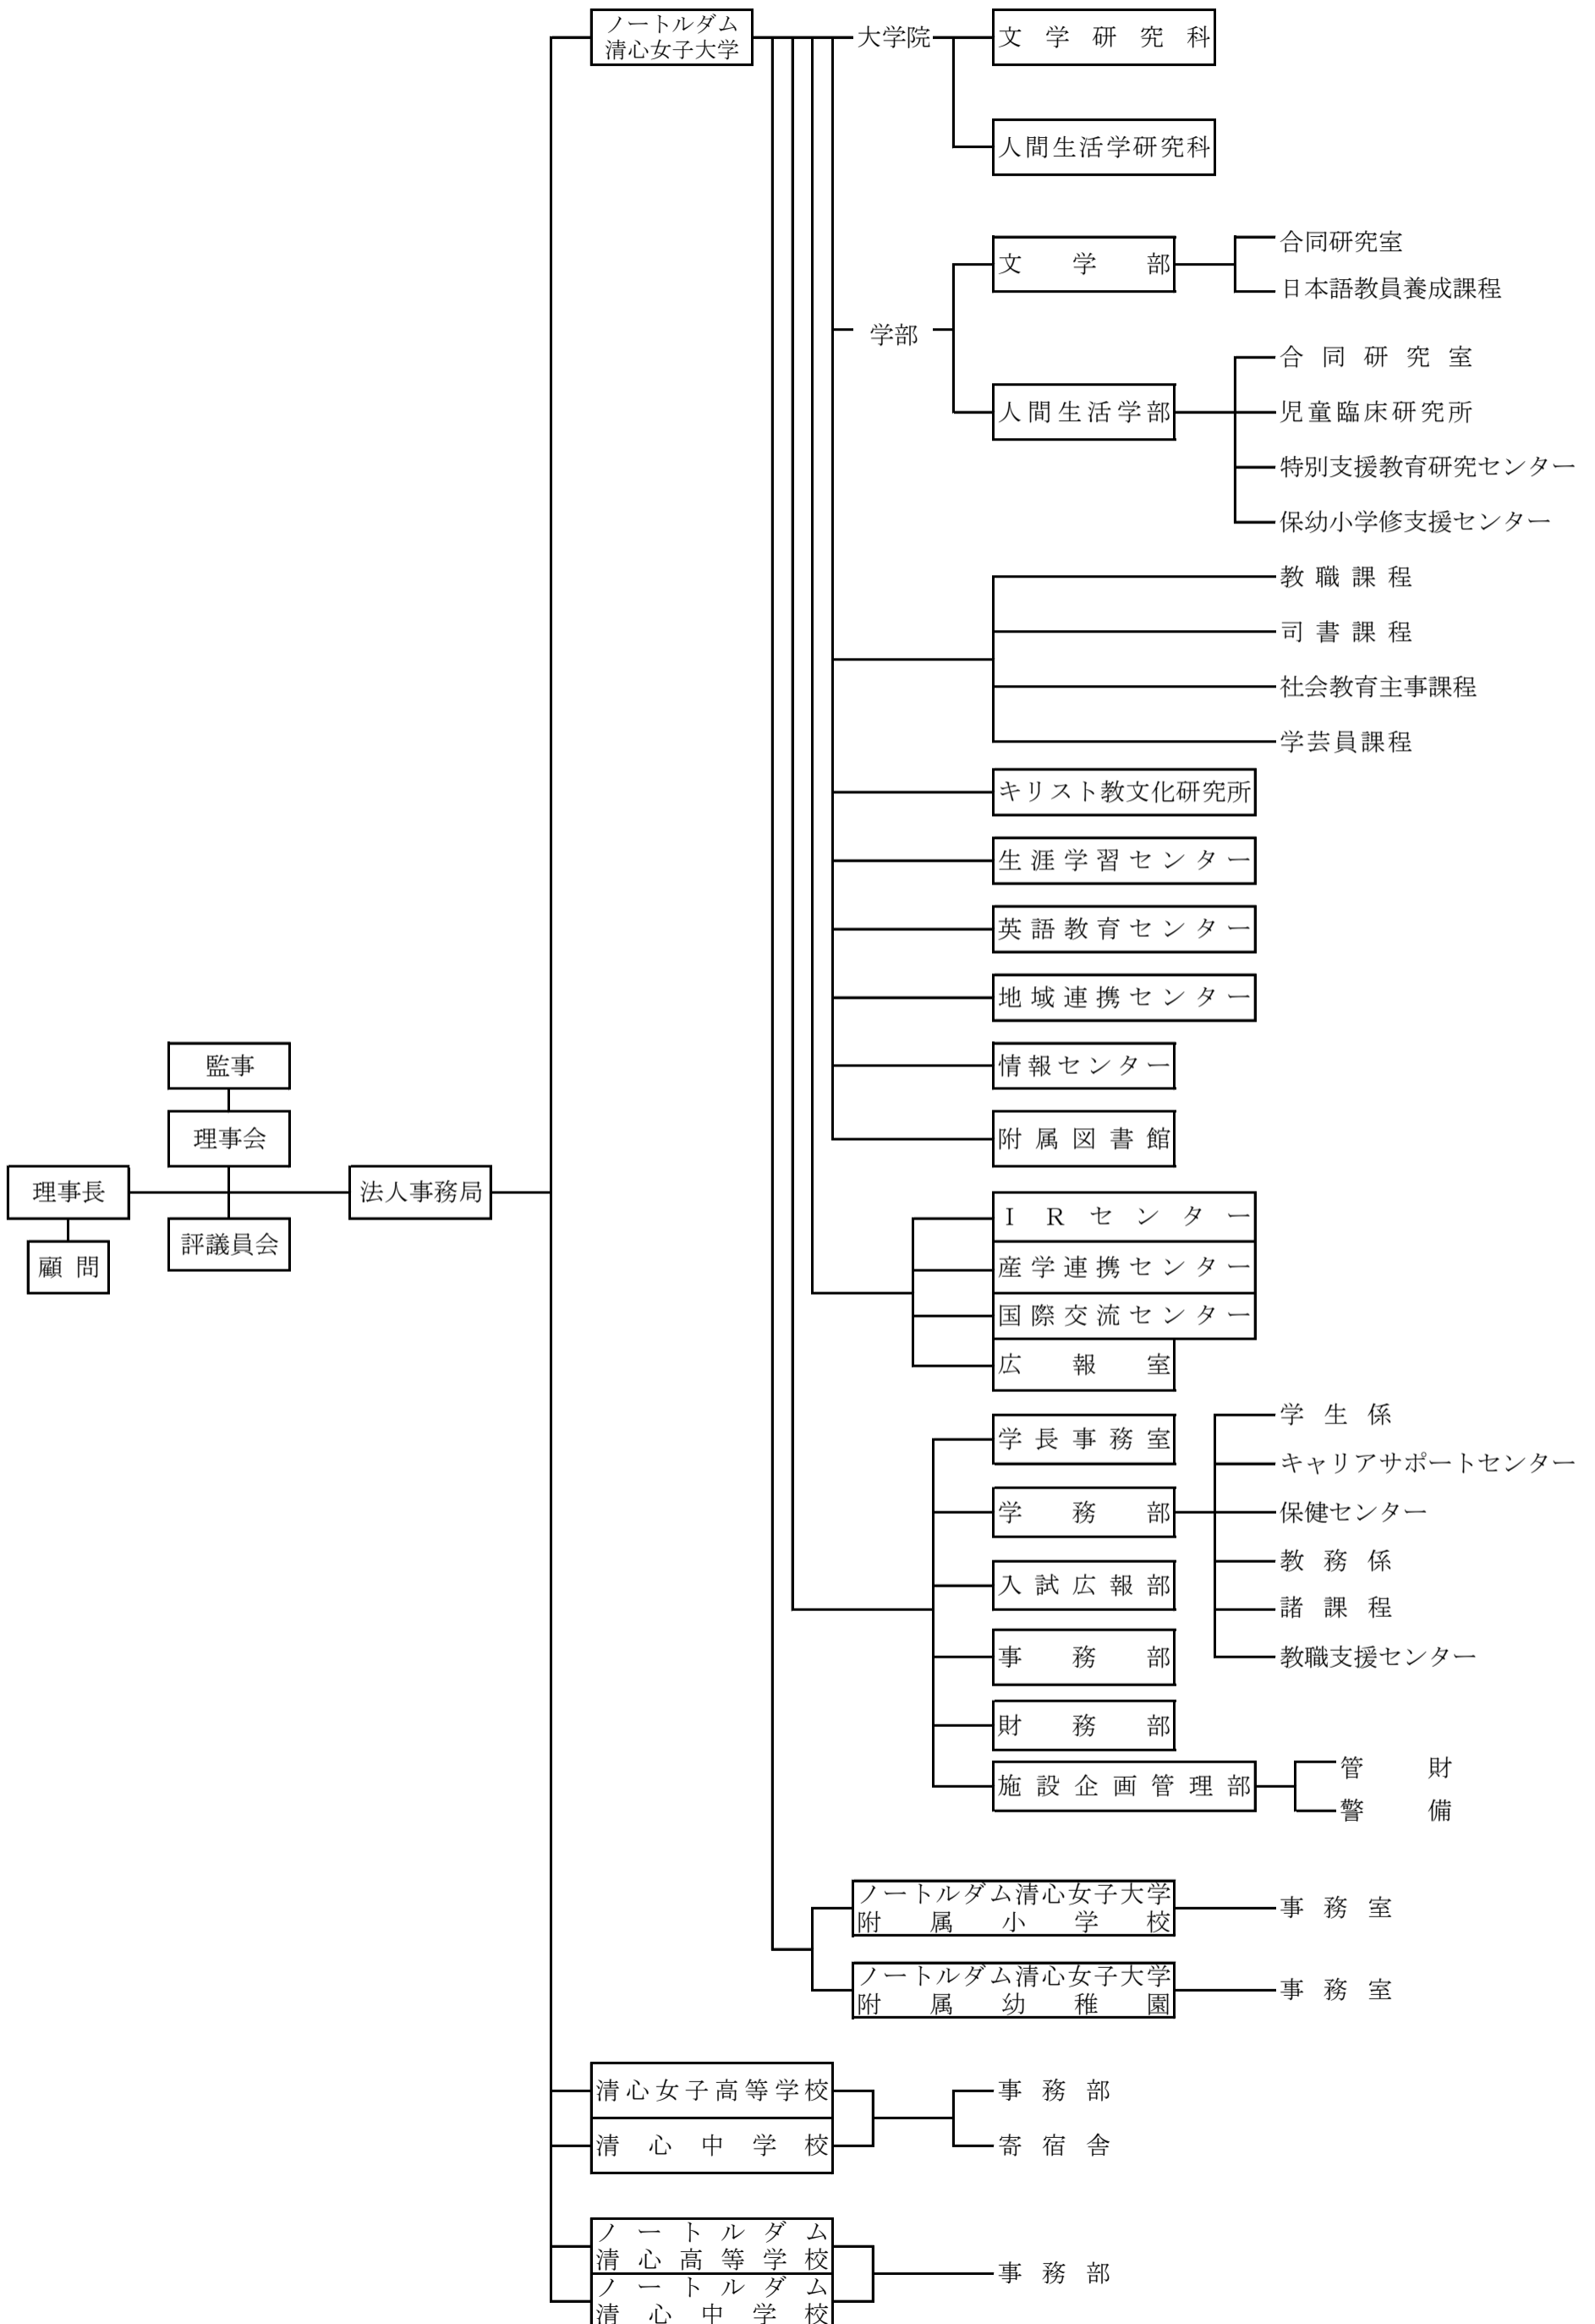 ノートルダム
清心女子大学
大学院
文学研究科
人間生活学研究科
学部
文学部
合同研究室
日本語教員養成課程
人間生活学部
合同研究室
児童臨床研究所
特別支援教育研究センター
保幼小学修支援センター
教職課程
司書課程
社会教育主事課程
学芸員課程
キリスト教文化研究所
生涯学習センター
英語教育センター
地域連携センター
情報センター
附属図書館
監事
理事会
理事長
法人事務局
評議員会
顧問
ＩＲセンター
産学連携センター
国際交流センター
広報室
学長事務室
学務部
学生係
キャリアサポートセンター
保健センター
教務係
諸課程
教職支援センター
入試広報部
事務部
財務部
施設企画管理部
管財
警備
ノートルダム清心女子大学
附属小学校
事務室
ノートルダム清心女子大学
附属幼稚園
事務室
清心女子高等学校
事務部
清心中学校
寄宿舎
ノートルダム
清心高等学校
事務部
ノートルダム
清心中学校